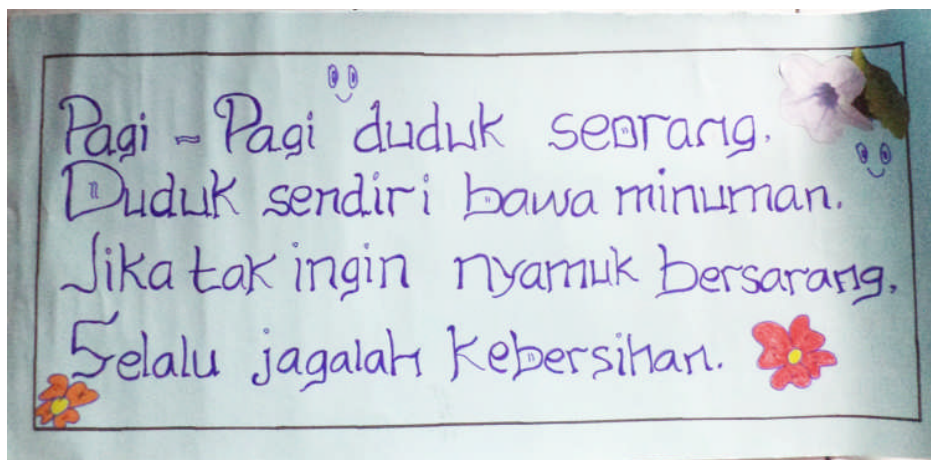 Pagi - Pagi duduk seorang.
Duduk sendiri bawa minuman.
Jika tak ingin nyamuk bersarang,
Selalu jagalah kebersihan.